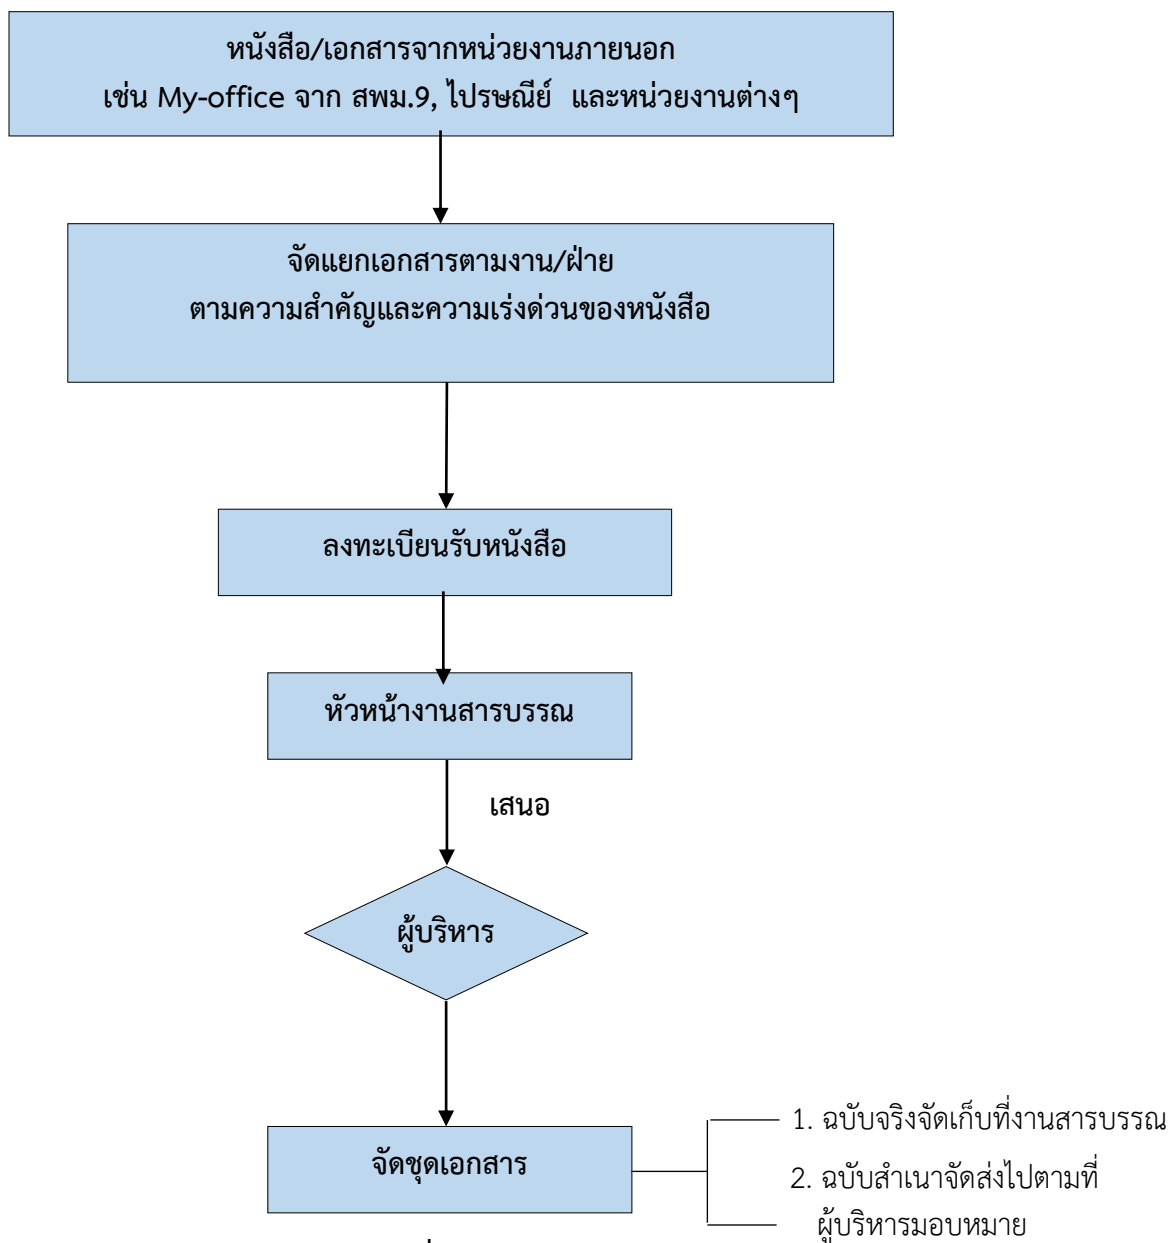 หนังสือ/เอกสารจากหน่วยงานภายนอก
เช่น My-office จาก สพม.9, ไปรษณีย์ และหน่วยงานต่างๆ
จัดแยกเอกสารตามงาน/ฝ่าย
ตามความสำคัญและความเร่งด่วนของหนังสือ
ลงทะเบียนรับหนังสือ
หัวหน้างานสารบรรณ
เสนอ
ผู้บริหาร
จัดชุดเอกสาร
1. ฉบับจริงจัดเก็บที่งานสารบรรณ
2. ฉบับสำเนาจัดส่งไปตามที่
ผู้บริหารมอบหมาย